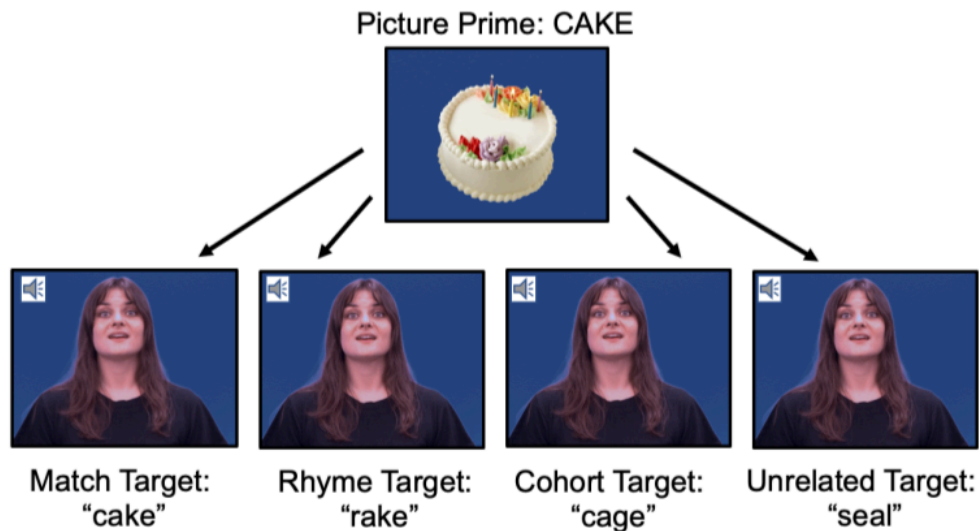 Picture Prime: CAKE
Match Target:
“cake”
Rhyme Target:
“rake”
Cohort Target:
“cage”
Unrelated Target:
“seal”